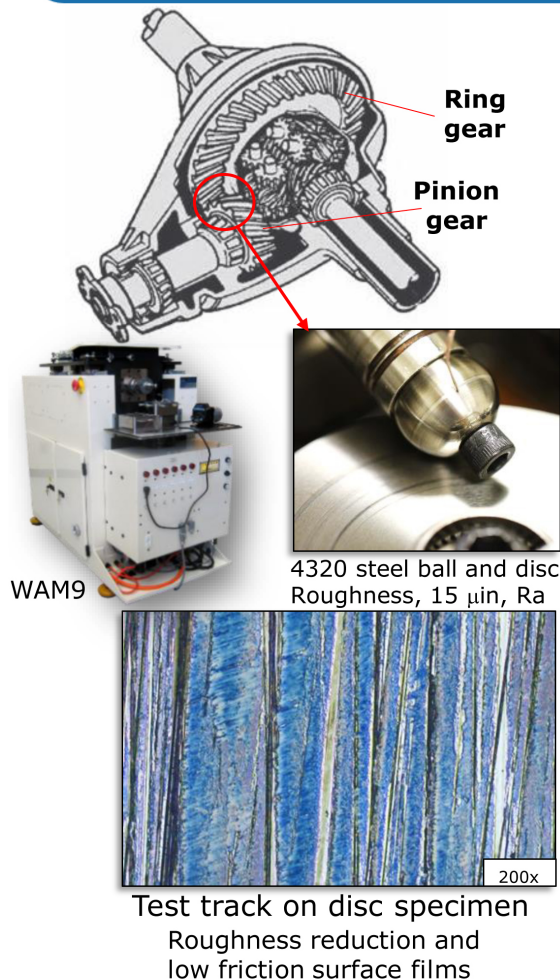 Ring
gear
Pinion
gear
WAM9
4320 steel ball and disc
Roughness, 15 μin, Ra
200x
Test track on disc specimen
Roughness reduction and
low friction surface films